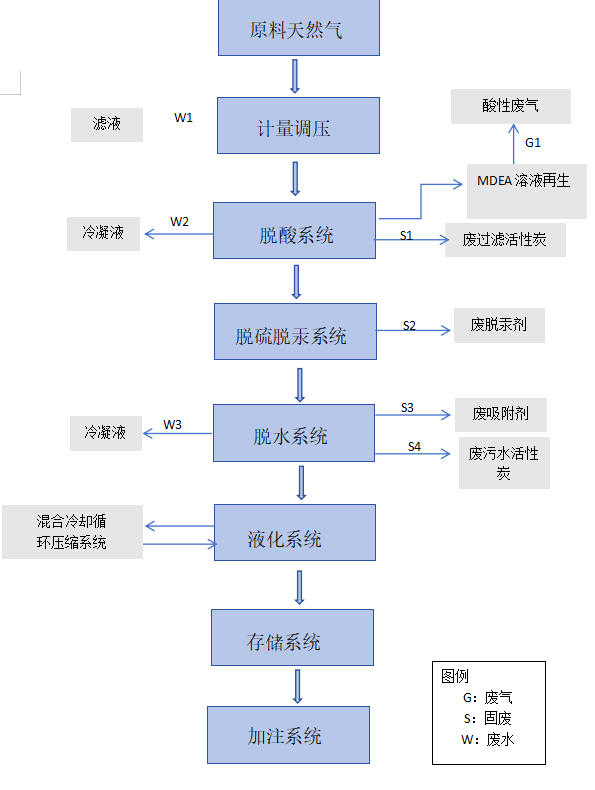 原料天然气
酸性废气
滤液
W1
计量调压
G1
MDEA 溶液再生
冷凝液
W2
脱酸系统
S1
废过滤活性炭
脱硫脱汞系统
S2
废脱汞剂
冷凝液
W3
脱水系统
S3
废吸附剂
S4
废污水活性
炭
混合冷却循
环压缩系统
液化系统
存储系统
加注系统
图例
G：废气
S：固废
W：废水